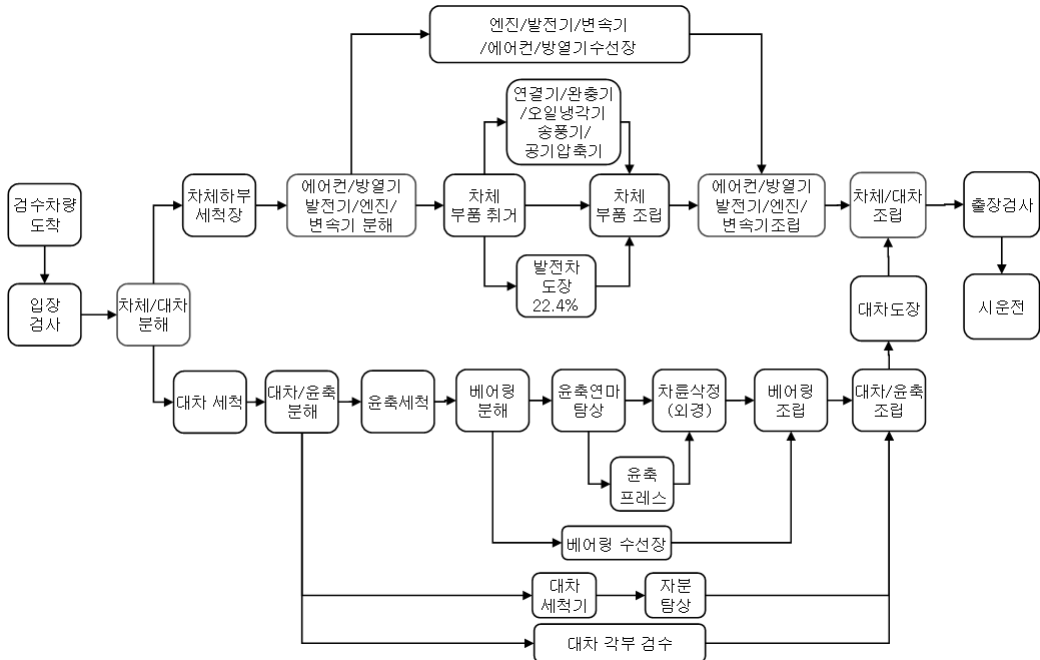 엔진/발전기/변속기
/에어컨/방열기수선장
연결기/완충기
/오일냉각기
송풍기/
공기압축기
검수차량
도착
차체하부
세척장
에어컨/방열기
발전기/엔진/
변속기 분해
차체
부품 취거
차체
부품 조립
에어컨/방열기
발전기/엔진/
변속기조립
차체/대차
조립
출장검사
입장
검사
차체/대차
분해
발전차
도장
22.4%
대차도장
시운전
대차 세척
대차/윤축
분해
윤축세척
베어링
분해
윤축연마
탐상
차륜삭정
(외경)
베어링
조립
대차/윤축
조립
윤축
프레스
베어링 수선장
대차
세척기
자분
탐상
대차 각부 검수